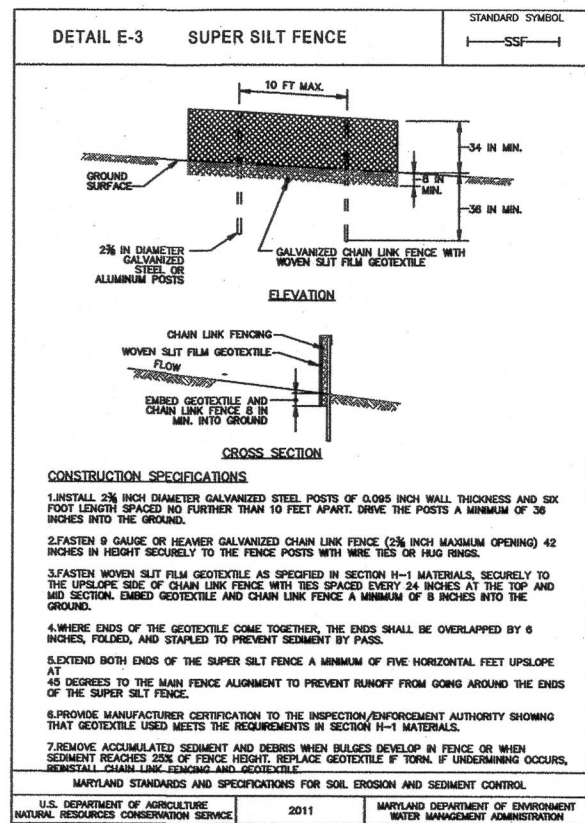 DETAIL E-3 SUPER SILT FENCE
STANDARD SYMBOL
SSF
10 FT MAX.
34 IN MIN.
GROUND
SURFACE
8 IN
MIN.
36 IN MIN.
2⅜ IN DIAMETER
GALVANIZED
STEEL OR
ALUMINUM POSTS
GALVANIZED CHAIN LINK FENCE WITH
WOVEN SLIT FILM GEOTEXTILE
ELEVATION
CHAIN LINK FENCING
WOVEN SLIT FILM GEOTEXTILE
FLOW
EMBED GEOTEXTILE AND
CHAIN LINK FENCE 8 IN
MIN. INTO GROUND
CROSS SECTION
CONSTRUCTION SPECIFICATIONS
1.INSTALL 2⅜ INCH DIAMETER GALVANIZED STEEL POSTS OF 0.095 INCH WALL THICKNESS AND SIX
FOOT LENGTH SPACED NO FURTHER THAN 10 FEET APART. DRIVE THE POSTS A MINIMUM OF 36
INCHES INTO THE GROUND.
2.FASTEN 9 GAUGE OR HEAVIER GALVANIZED CHAIN LINK FENCE (2⅜ INCH MAXIMUM OPENING) 42
INCHES IN HEIGHT SECURELY TO THE FENCE POSTS WITH WIRE TIES OR HUG RINGS.
3.FASTEN WOVEN SLIT FILM GEOTEXTILE AS SPECIFIED IN SECTION H-1 MATERIALS, SECURELY TO
THE UPSLOPE SIDE OF CHAIN LINK FENCE WITH TIES SPACED EVERY 24 INCHES AT THE TOP AND
MID SECTION. EMBED GEOTEXTILE AND CHAIN LINK FENCE A MINIMUM OF 8 INCHES INTO THE
GROUND.
4.WHERE ENDS OF THE GEOTEXTILE COME TOGETHER, THE ENDS SHALL BE OVERLAPPED BY 6
INCHES, FOLDED, AND STAPLED TO PREVENT SEDIMENT BY PASS.
5.EXTEND BOTH ENDS OF THE SUPER SILT FENCE A MINIMUM OF FIVE HORIZONTAL FEET UPSLOPE
AT
45 DEGREES TO THE MAIN FENCE ALIGNMENT TO PREVENT RUNOFF FROM GOING AROUND THE ENDS
OF THE SUPER SILT FENCE.
6.PROVIDE MANUFACTURER CERTIFICATION TO THE INSPECTION/ENFORCEMENT AUTHORITY SHOWING
THAT GEOTEXTILE USED MEETS THE REQUIREMENTS IN SECTION H-1 MATERIALS.
7.REMOVE ACCUMULATED SEDIMENT AND DEBRIS WHEN BULGES DEVELOP IN FENCE OR WHEN
SEDIMENT REACHES 25% OF FENCE HEIGHT. REPLACE GEOTEXTILE IF TORN. IF UNDERMINING OCCURS,
REINSTALL CHAIN LINK FENCING AND GEOTEXTILE.
MARYLAND STANDARDS AND SPECIFICATIONS FOR SOIL EROSION AND SEDIMENT CONTROL
U.S. DEPARTMENT OF AGRICULTURE
NATURAL RESOURCES CONSERVATION SERVICE
2011
MARYLAND DEPARTMENT OF ENVIRONMENT
WATER MANAGEMENT ADMINISTRATION